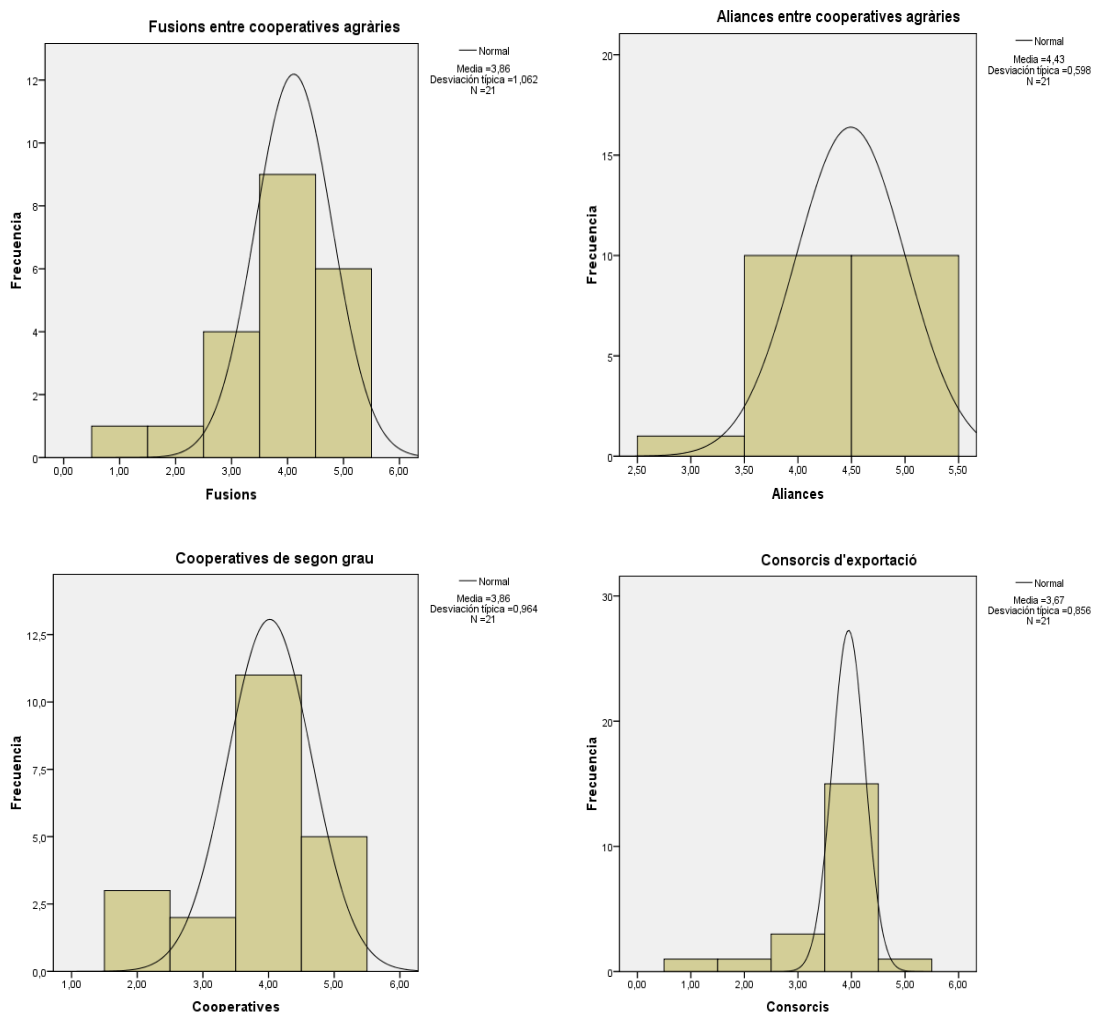 Fusions entre cooperatives agràries
Normal
Media =3,86
Desviación típica =1,062
N =21
Frecuencia
12
10
8
6
4
2
0
0,00 1,00 2,00 3,00 4,00 5,00 6,00
Fusions
Aliances entre cooperatives agràries
Normal
Media =4,43
Desviación típica =0,598
N =21
Frecuencia
20
15
10
5
0
2,50 3,00 3,50 4,00 4,50 5,00 5,50
Aliances
Cooperatives de segon grau
Normal
Media =3,86
Desviación típica =0,964
N =21
Frecuencia
12,5
10,0
7,5
5,0
2,5
0,0
1,00 2,00 3,00 4,00 5,00 6,00
Cooperatives
Consorcis d'exportació
Normal
Media =3,67
Desviación típica =0,856
N =21
Frecuencia
30
20
10
0
0,00 1,00 2,00 3,00 4,00 5,00 6,00
Consorcis